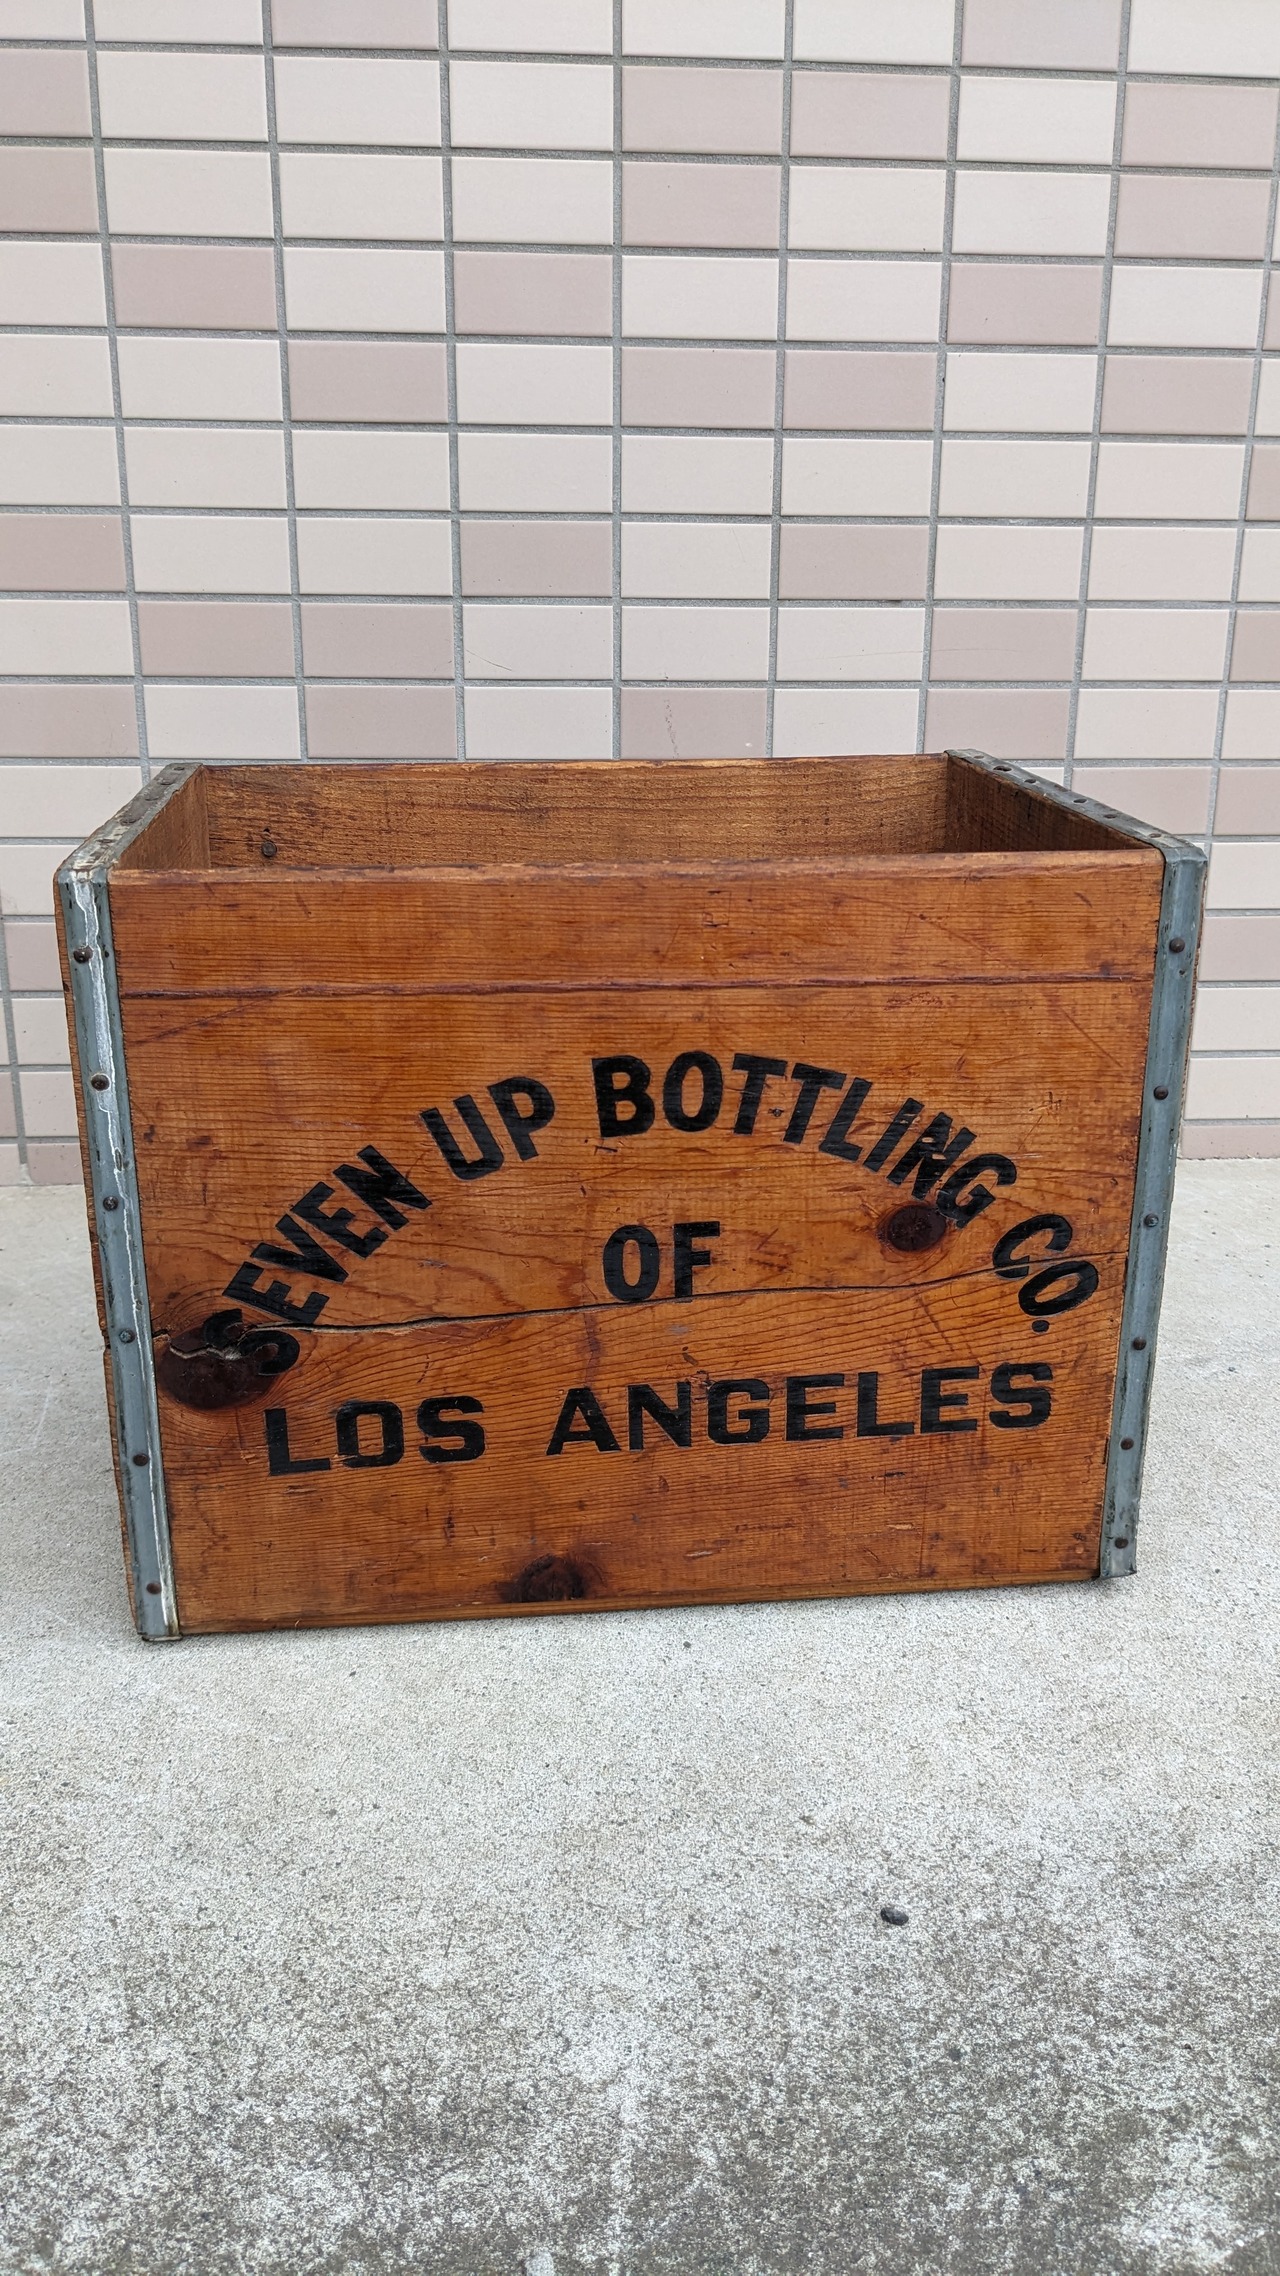 SEVEN UP BOTTLING CO.
OF
LOS ANGELES